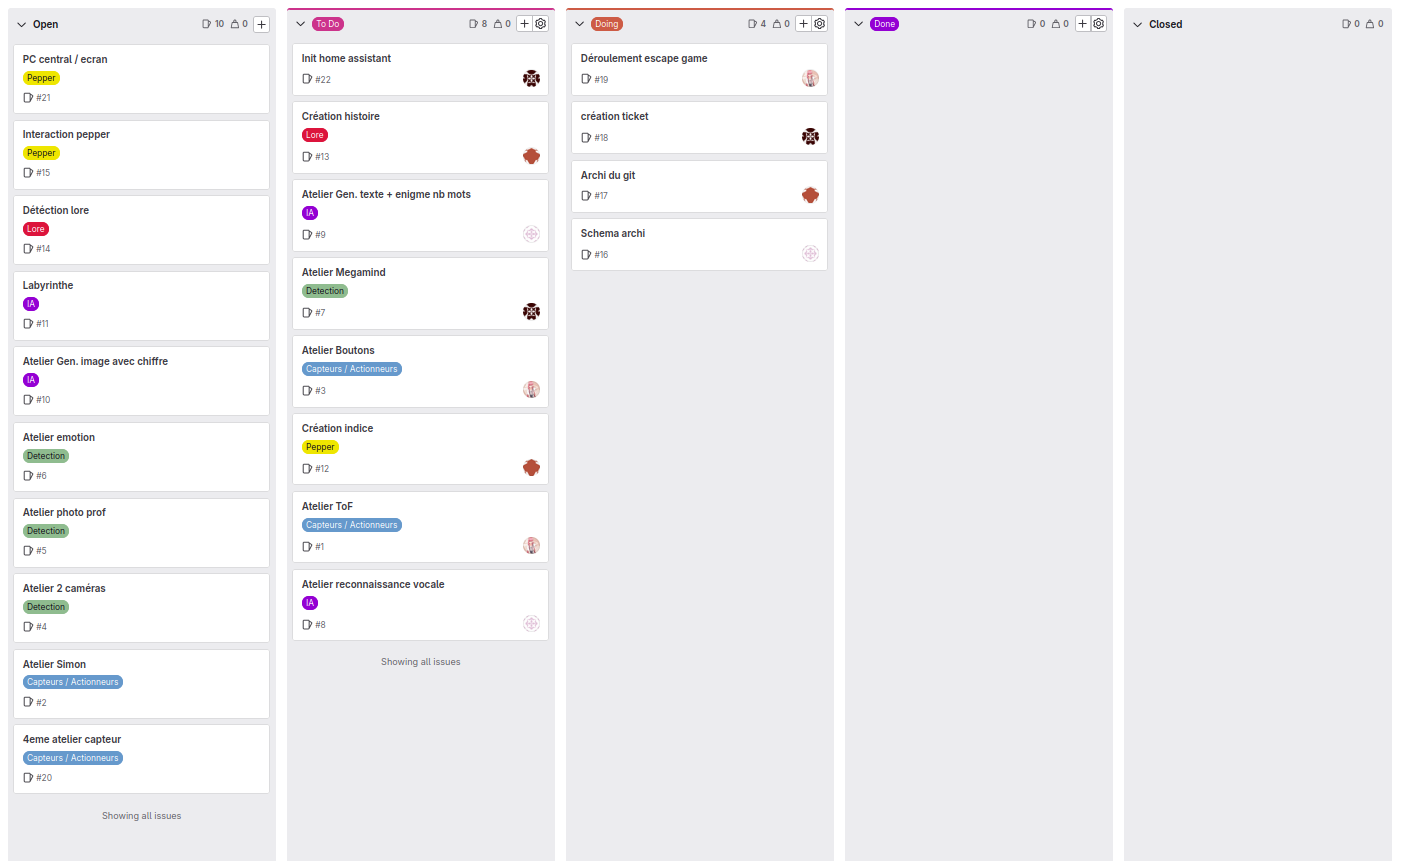 Open 10 0
PC central / ecran
Pepper
#21
Interaction pepper
Pepper
#15
Détéction lore
Lore
#14
Labyrinthe
IA
#11
Atelier Gen. image avec chiffre
IA
#10
Atelier emotion
Detection
#6
Atelier photo prof
Detection
#5
Atelier 2 caméras
Detection
#4
Atelier Simon
Capteurs / Actionneurs
#2
4eme atelier capteur
Capteurs / Actionneurs
#20
Showing all issues
To Do 8 0
Init home assistant
#22
Création histoire
Lore
#13
Atelier Gen. texte + enigme nb mots
IA
#9
Atelier Megamind
Detection
#7
Atelier Boutons
Capteurs / Actionneurs
#3
Création indice
Pepper
#12
Atelier ToF
Capteurs / Actionneurs
#1
Atelier reconnaissance vocale
IA
#8
Showing all issues
Doing 4 0
Déroulement escape game
#19
création ticket
#18
Archi du git
#17
Schema archi
#16
Done 0 0
Closed 0 0